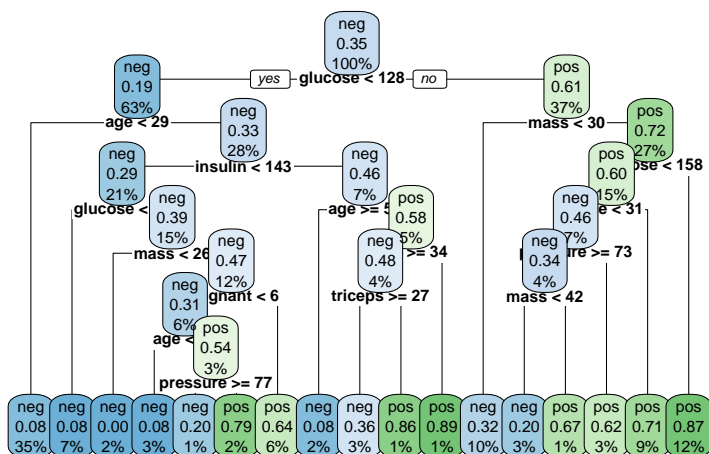 neg
0.35
100%
yes
glucose < 128
no
neg
0.19
63%
age < 29
pos
0.61
37%
mass < 30
neg
0.33
28%
insulin < 143
pos
0.72
27%
ose < 158
neg
0.29
21%
glucose <
neg
0.46
7%
age >= 5
pos
0.60
15%
< 31
neg
0.39
15%
mass < 26
pos
0.58
5%
>= 34
neg
0.46
7%
>= 73
neg
0.47
12%
gnant < 6
neg
0.48
4%
triceps >= 27
neg
0.34
4%
mass < 42
neg
0.31
6%
age <
pos
0.54
3%
pressure >= 77
neg neg neg neg neg pos pos neg neg pos pos neg neg pos pos pos pos
0.08 0.08 0.00 0.08 0.20 0.79 0.64 0.08 0.36 0.86 0.89 0.32 0.20 0.67 0.62 0.71 0.87
35% 7% 2% 3% 1% 2% 6% 2% 3% 1% 1% 10% 3% 1% 3% 9% 12%